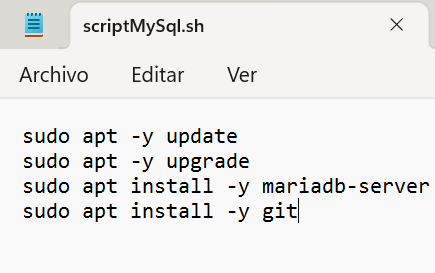 scriptMySql.sh
Archivo Editar Ver
sudo apt -y update
sudo apt -y upgrade
sudo apt install -y mariadb-server
sudo apt install -y git